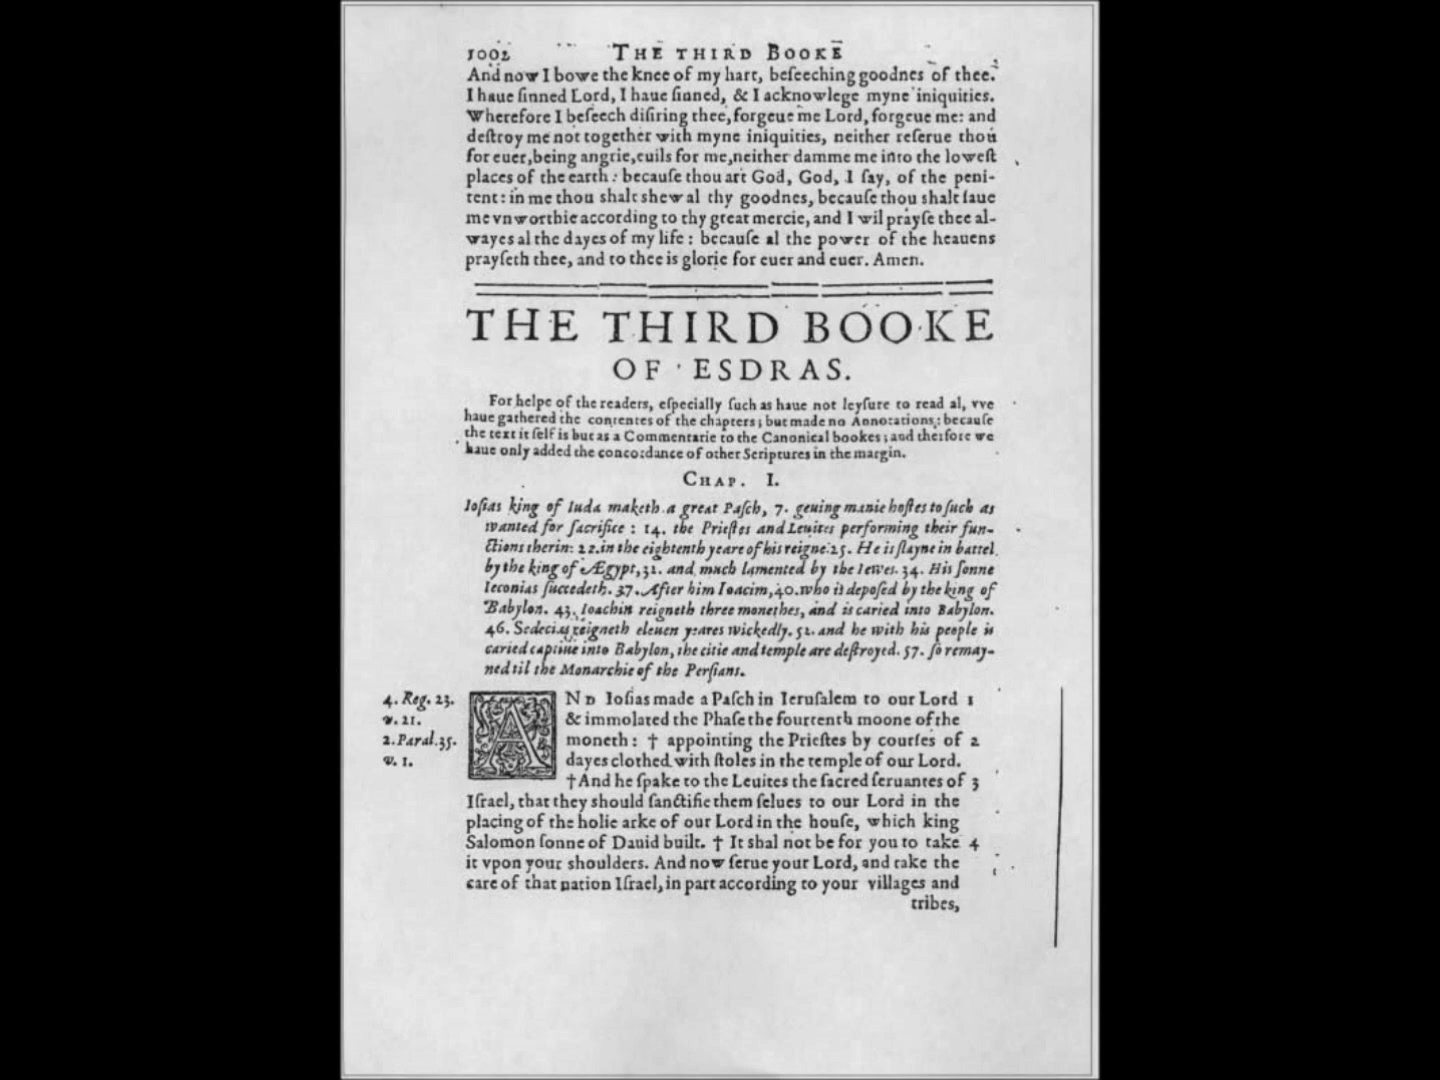 1002 THE THIRD BOOKE
And now I bowe the knee of my hart, beſeeching goodnes of thee.
I haue ſinned Lord, I haue ſinned, & I acknowlege myne iniquities.
Wherefore I beſeech diſiring thee, forgeue me Lord, forgeue me: and
deſtroy me not together with myne iniquities, neither reſerue thou
for euer, being angrie, euils for me, neither damme me into the loweſt
places of the earth: becauſe thou art God, God, I ſay, of the peni-
tent: in me thou shalt shew al thy goodnes, becauſe thou shalt ſaue
me vnworthie according to thy great mercie, and I wil prayſe thee al-
wayes al the dayes of my life: becauſe al the power of the heauens
prayſeth thee, and to thee is glorie for euer and euer. Amen.
THE THIRD BOOKE
OF ESDRAS.
For helpe of the readers, eſpecially ſuch as haue not leyſure to read al, vve
haue gathered the contentes of the chapters; but made no Annotations: becauſe
the text it ſelf is but as a Commentarie to the Canonical bookes; and therfore we
haue only added the concordance of other Scriptures in the margin.
CHAP. I.
Ioſias king of Iuda maketh a great Paſch, 7. geuing manie hoſtes to ſuch as
wanted for ſacrifice: 14. the Prieſtes and Leuites performing their fun-
ctions therin: 22. in the eightenth yeare of his reigne. 25. He is ſlayne in battel
by the king of Ægypt, 32. and much lamented by the Iewes. 34. His ſonne
Ieconias ſuccedeth. 37. After him Ioacim, 40. who is depoſed by the king of
Babylon. 43. Ioachin reigneth three monethes, and is caried into Babylon.
46. Sedecias reigneth eleuen yeares wickedly. 52. and he with his people is
caried captiue into Babylon, the citie and temple are deſtroyed. 57. ſo remay-
ned til the Monarchie of the Perſians.
4. Reg. 23.
v. 21.
2. Paral. 35.
v. 1.
AND Ioſias made a Paſch in Ieruſalem to our Lord 1
& immolated the Phaſe the fourtenth moone of the
moneth: † appointing the Prieſtes by courſes of 2
dayes clothed with ſtoles in the temple of our Lord.
† And he ſpake to the Leuites the ſacred ſeruantes of 3
Iſrael, that they should ſanctifie them ſelues to our Lord in the
placing of the holie arke of our Lord in the houſe, which king
Salomon ſonne of Dauid built. † It shal not be for you to take 4
it vpon your shoulders. And now ſerue your Lord, and take the
care of that nation Iſrael, in part according to your villages and
tribes,